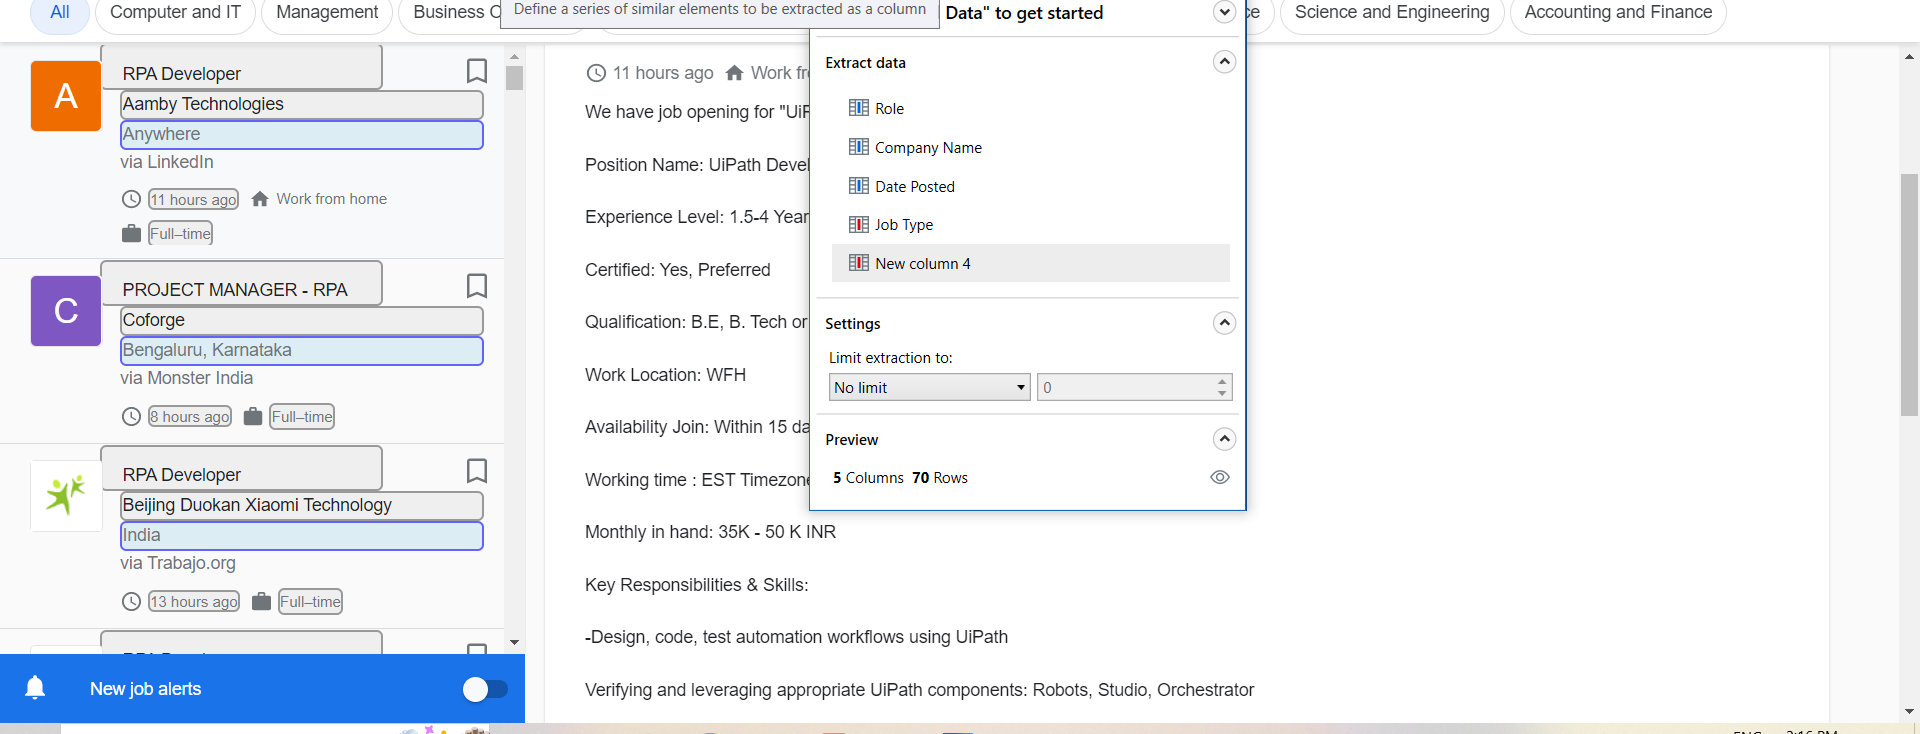 All
Computer and IT
Management
Business C
Define a series of similar elements to be extracted as a column
Data" to get started
ce
Science and Engineering
Accounting and Finance
A
RPA Developer
Aamby Technologies
Anywhere
via LinkedIn
11 hours ago
Work from home
Full–time
C
PROJECT MANAGER - RPA
Coforge
Bengaluru, Karnataka
via Monster India
8 hours ago
Full–time
RPA Developer
Beijing Duokan Xiaomi Technology
India
via Trabajo.org
13 hours ago
Full–time
New job alerts
11 hours ago
Work fr
We have job opening for "UiP
Position Name: UiPath Devel
Experience Level: 1.5-4 Year
Certified: Yes, Preferred
Qualification: B.E, B. Tech or
Work Location: WFH
Availability Join: Within 15 da
Working time : EST Timezone
Monthly in hand: 35K - 50 K INR
Key Responsibilities & Skills:
-Design, code, test automation workflows using UiPath
Verifying and leveraging appropriate UiPath components: Robots, Studio, Orchestrator
Extract data
Role
Company Name
Date Posted
Job Type
New column 4
Settings
Limit extraction to:
No limit
0
Preview
5 Columns 70 Rows